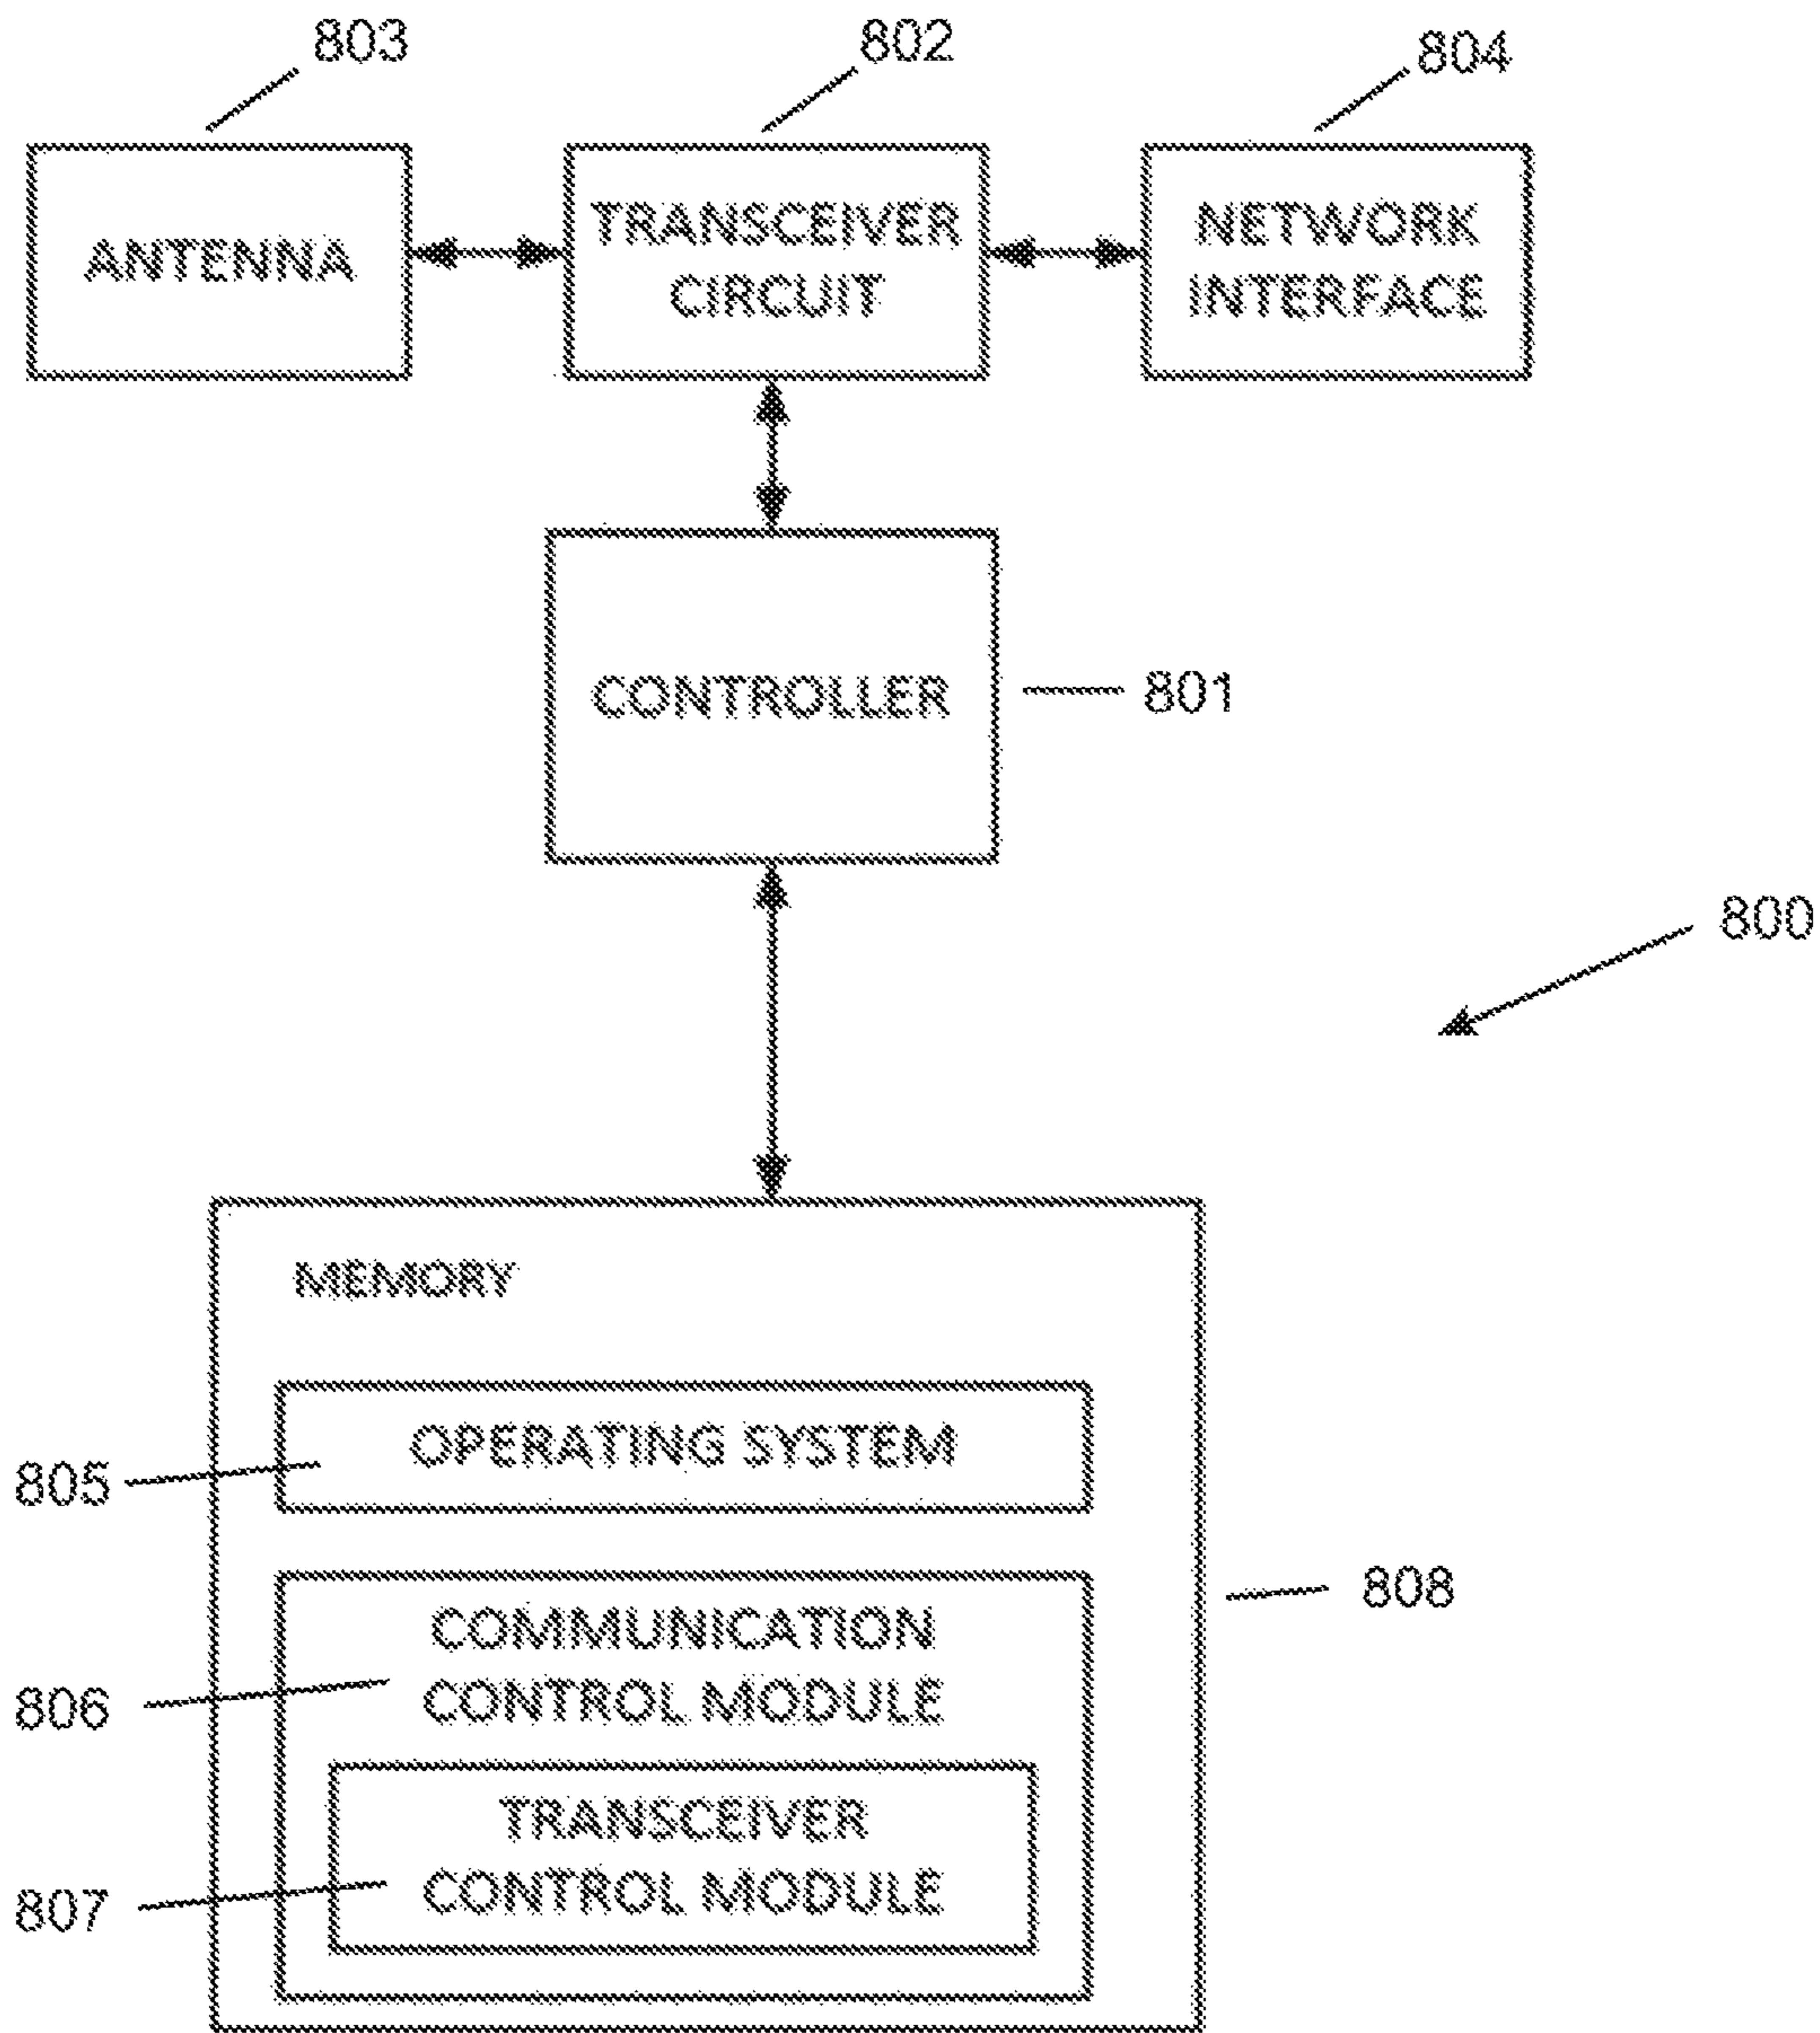 803
802
804
ANTENNA
TRANSCEIVER
CIRCUIT
NETWORK
INTERFACE
CONTROLLER
801
800
MEMORY
OPERATING SYSTEM
805
COMMUNICATION
CONTROL MODULE
808
806
TRANSCEIVER
CONTROL MODULE
807